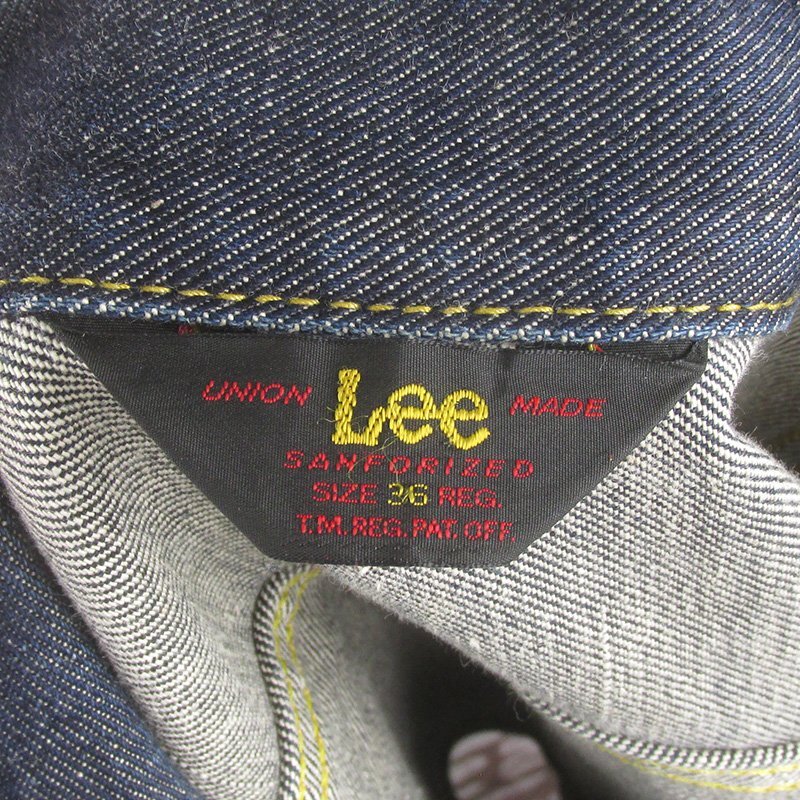 UNION Lee MADE
SANFORIZED
SIZE 36 REG.
T.M. REG. PAT. OFF.